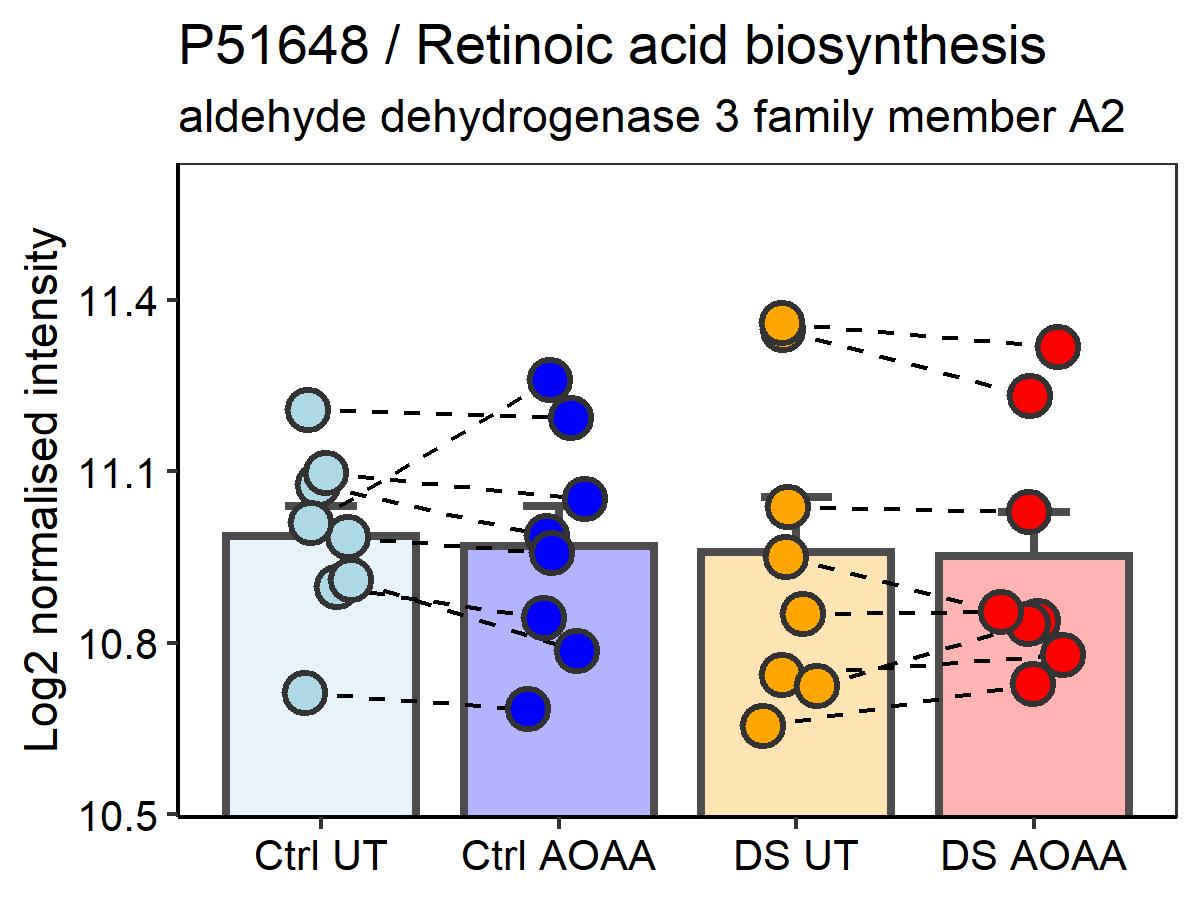 P51648 / Retinoic acid biosynthesis
aldehyde dehydrogenase 3 family member A2
Log2 normalised intensity
11.4
11.1
10.8
10.5
Ctrl UT
Ctrl AOAA
DS UT
DS AOAA